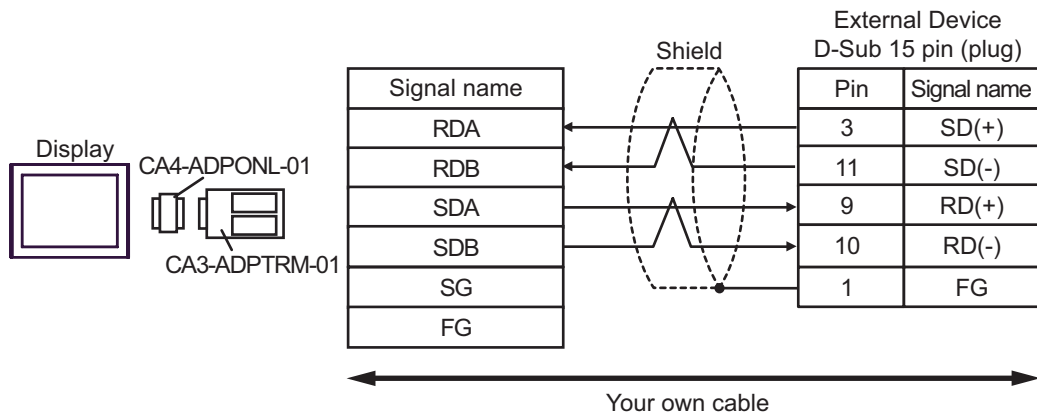 External Device
D-Sub 15 pin (plug)
Shield
Signal name
Pin Signal name
RDA 3 SD(+)
RDB 11 SD(-)
SDA 9 RD(+)
SDB 10 RD(-)
SG 1 FG
FG
Display
CA4-ADPONL-01
CA3-ADPTRM-01
Your own cable